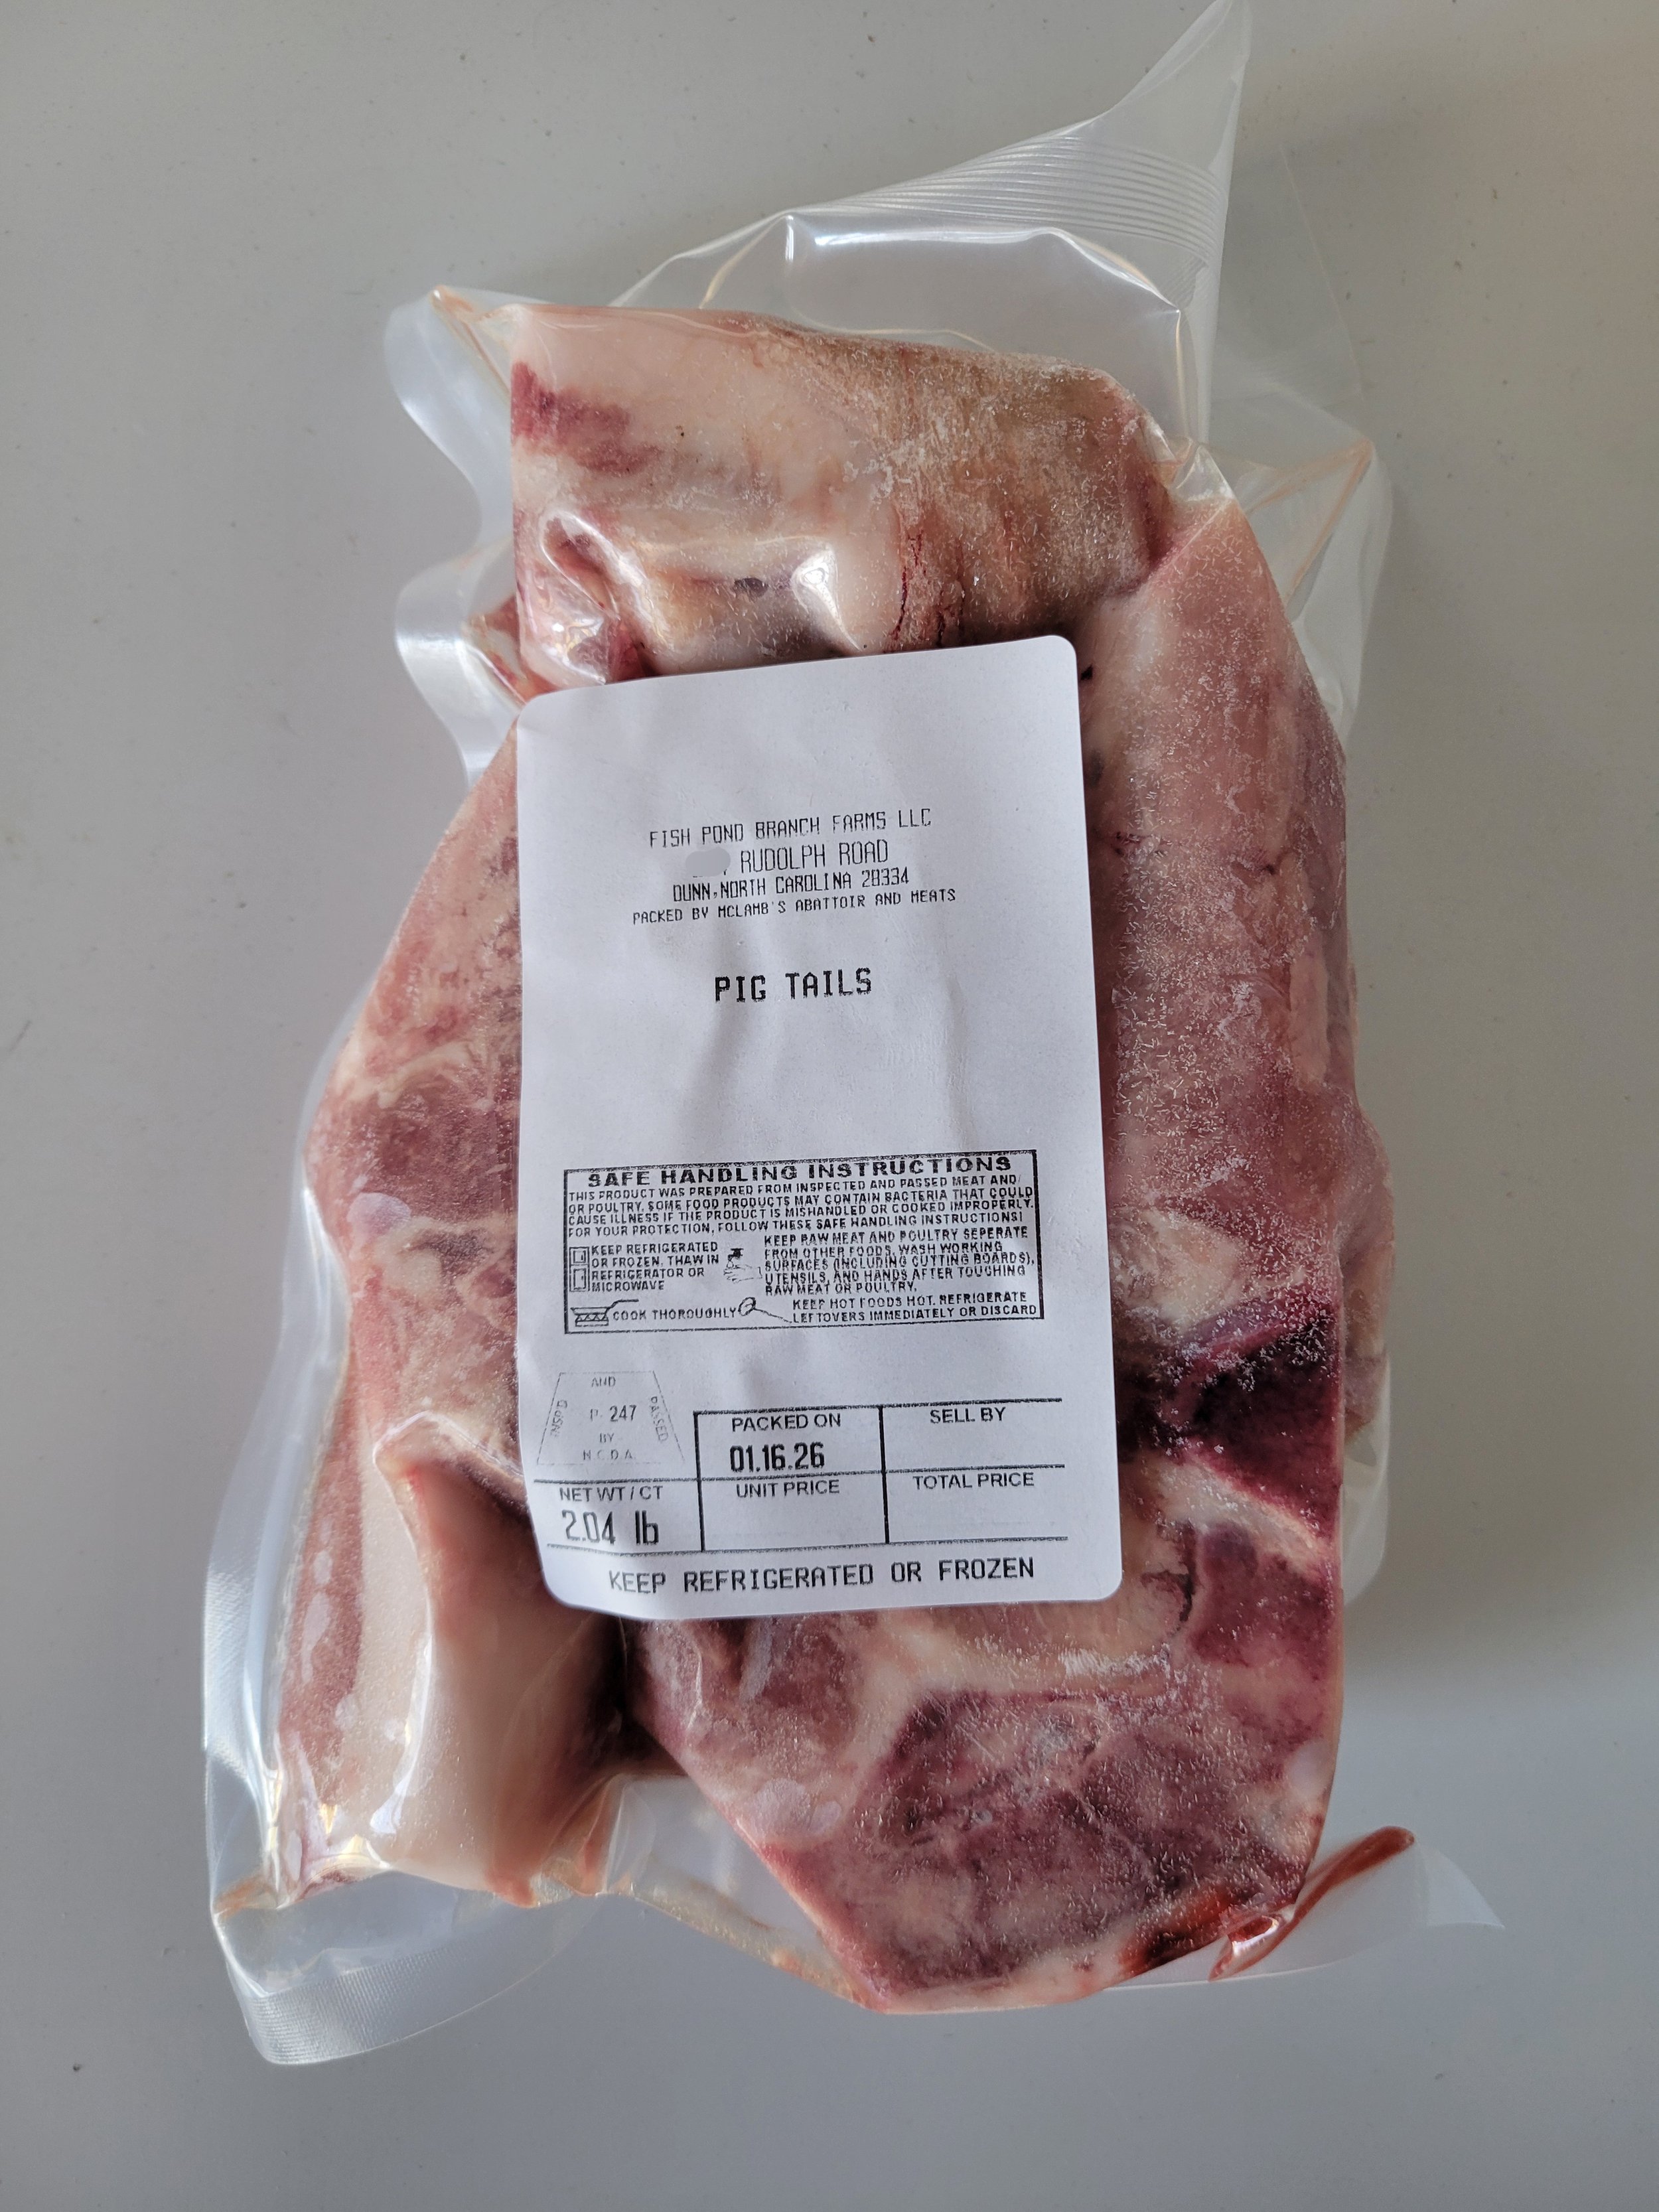 FISH POND BRANCH FARMS LLC
RUDOLPH ROAD
DUNN, NORTH CAROLINA 28334
PACKED BY MCLAMB'S ABATTOIR AND MEATS
PIG TAILS
SAFE HANDLING INSTRUCTIONS
THIS PRODUCT WAS PREPARED FROM INSPECTED AND PASSED MEAT AND/
OR POULTRY. SOME FOOD PRODUCTS MAY CONTAIN BACTERIA THAT COULD
CAUSE ILLNESS IF THE PRODUCT IS MISHANDLED OR COOKED IMPROPERLY.
FOR YOUR PROTECTION, FOLLOW THESE SAFE HANDLING INSTRUCTIONS!
KEEP REFRIGERATED
OR FROZEN. THAW IN
REFRIGERATOR OR
MICROWAVE
KEEP RAW MEAT AND POULTRY SEPERATE
FROM OTHER FOODS. WASH WORKING
SURFACES (INCLUDING CUTTING BOARDS),
UTENSILS, AND HANDS AFTER TOUCHING
RAW MEAT OR POULTRY.
COOK THOROUGHLY
KEEP HOT FOODS HOT. REFRIGERATE
LEFTOVERS IMMEDIATELY OR DISCARD
AND
PASSED
P- 247
BY
N.C.D.A.
PACKED ON
01.16.26
SELL BY
NET WT / CT
2.04 lb
UNIT PRICE
TOTAL PRICE
KEEP REFRIGERATED OR FROZEN